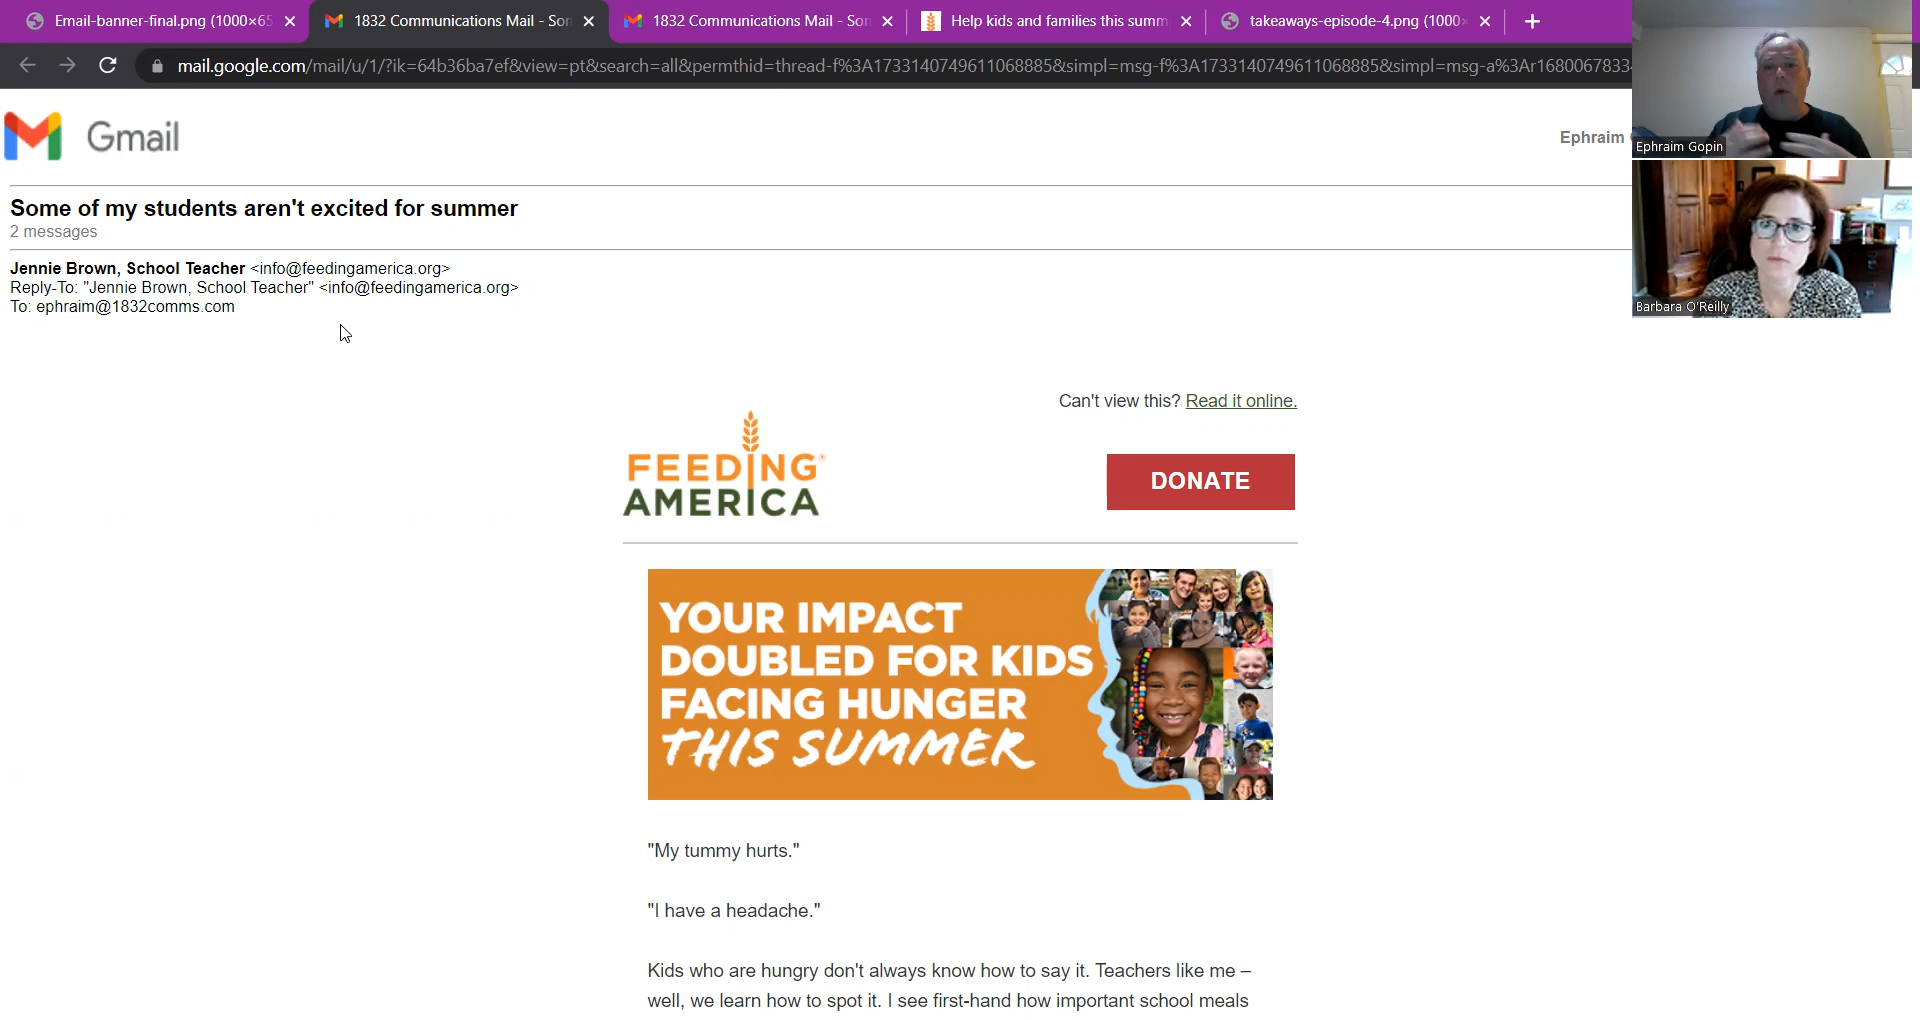 Email-banner-final.png (1000×65
1832 Communications Mail - Son
1832 Communications Mail - Son
Help kids and families this summ
takeaways-episode-4.png (1000×
mail.google.com/mail/u/1/?ik=64b36ba7ef&view=pt&search=all&permthid=thread-f%3A1733140749611068885&simpl=msg-f%3A1733140749611068885&simpl=msg-a%3Ar1680067833
Gmail
Ephraim
Ephraim Gopin
Barbara O'Reilly
Some of my students aren't excited for summer
2 messages
Jennie Brown, School Teacher <info@feedingamerica.org>
Reply-To: "Jennie Brown, School Teacher" <info@feedingamerica.org>
To: ephraim@1832comms.com
Can't view this? Read it online.
FEEDING
AMERICA
DONATE
YOUR IMPACT
DOUBLED FOR KIDS
FACING HUNGER
THIS SUMMER
"My tummy hurts."
"I have a headache."
Kids who are hungry don't always know how to say it. Teachers like me –
well, we learn how to spot it. I see first-hand how important school meals